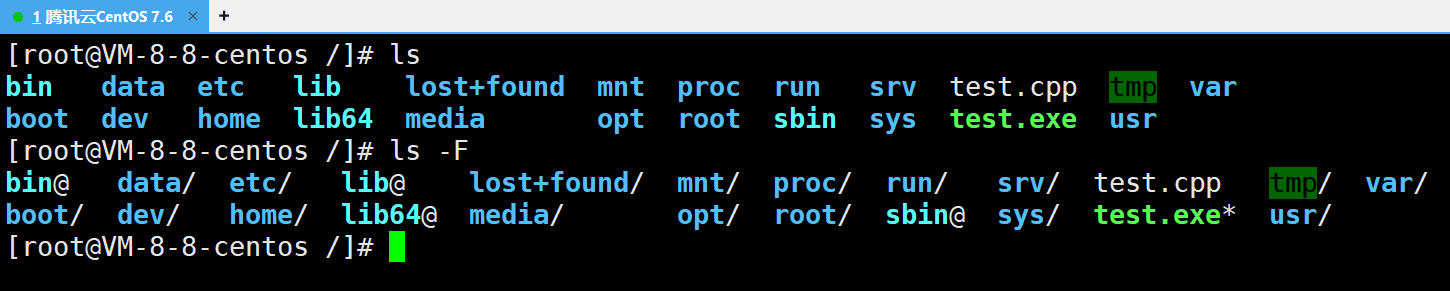 1 腾讯云CentOS 7.6 × +
[root@VM-8-8-centos /]# ls
bin data etc lib lost+found mnt proc run srv test.cpp tmp var
boot dev home lib64 media opt root sbin sys test.exe usr
[root@VM-8-8-centos /]# ls -F
bin@ data/ etc/ lib@ lost+found/ mnt/ proc/ run/ srv/ test.cpp tmp/ var/
boot/ dev/ home/ lib64@ media/ opt/ root/ sbin@ sys/ test.exe* usr/
[root@VM-8-8-centos /]#